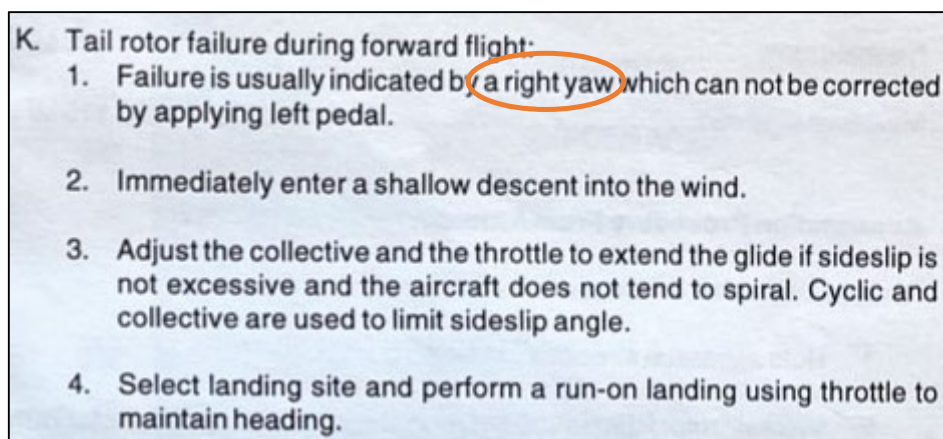 K. Tail rotor failure during forward flight:
1. Failure is usually indicated by a right yaw which can not be corrected
by applying left pedal.
2. Immediately enter a shallow descent into the wind.
3. Adjust the collective and the throttle to extend the glide if sideslip is
not excessive and the aircraft does not tend to spiral. Cyclic and
collective are used to limit sideslip angle.
4. Select landing site and perform a run-on landing using throttle to
maintain heading.